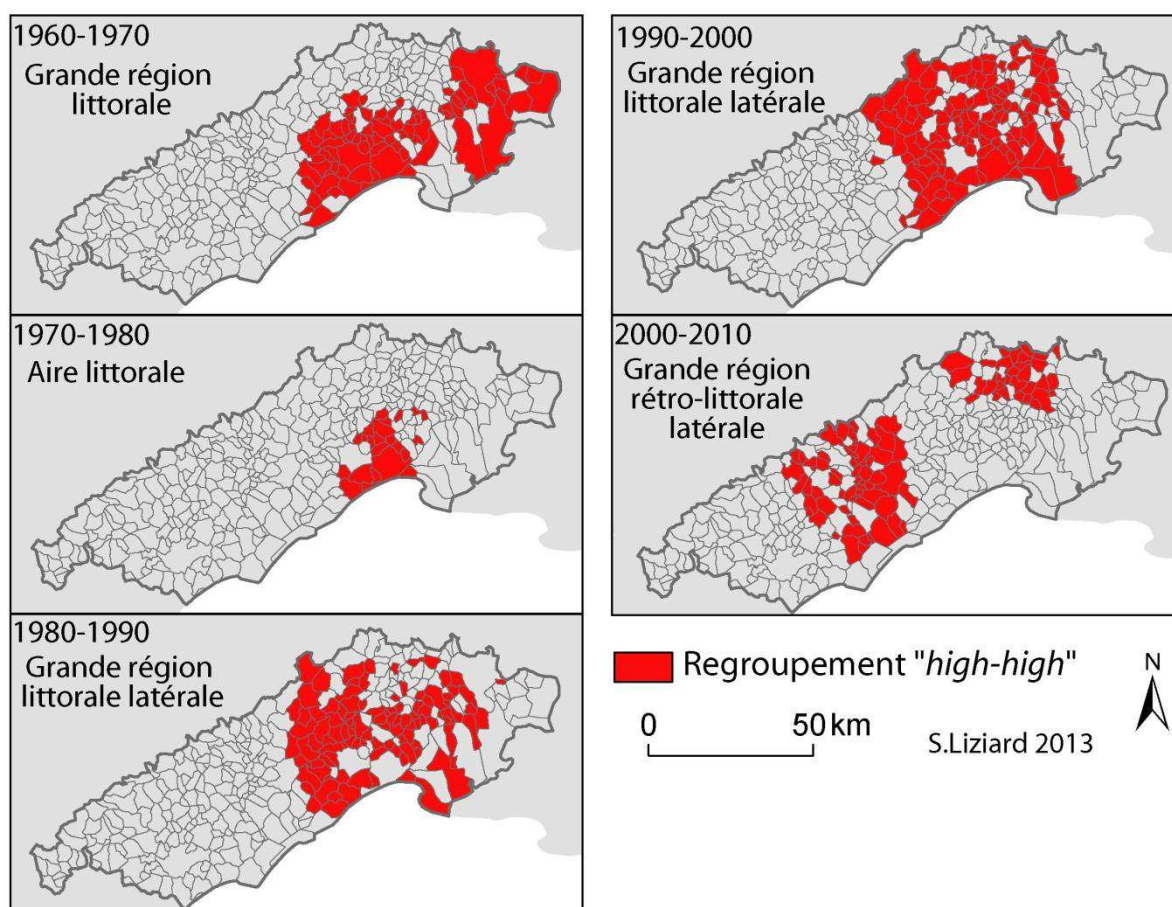 1960-1970
Grande région
littorale
1970-1980
Aire littorale
1980-1990
Grande région
littorale latérale
1990-2000
Grande région
littorale latérale
2000-2010
Grande région
rétro-littorale
latérale
Regroupement "high-high"
0 50 km
S.Liziard 2013
N